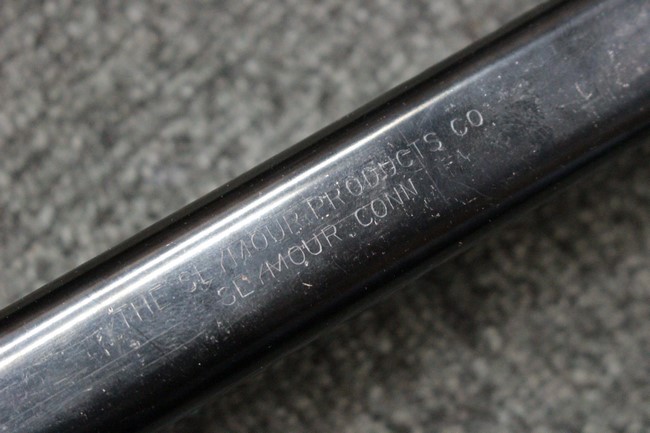 THE SEYMOUR PRODUCTS CO.
SEYMOUR. CONN.